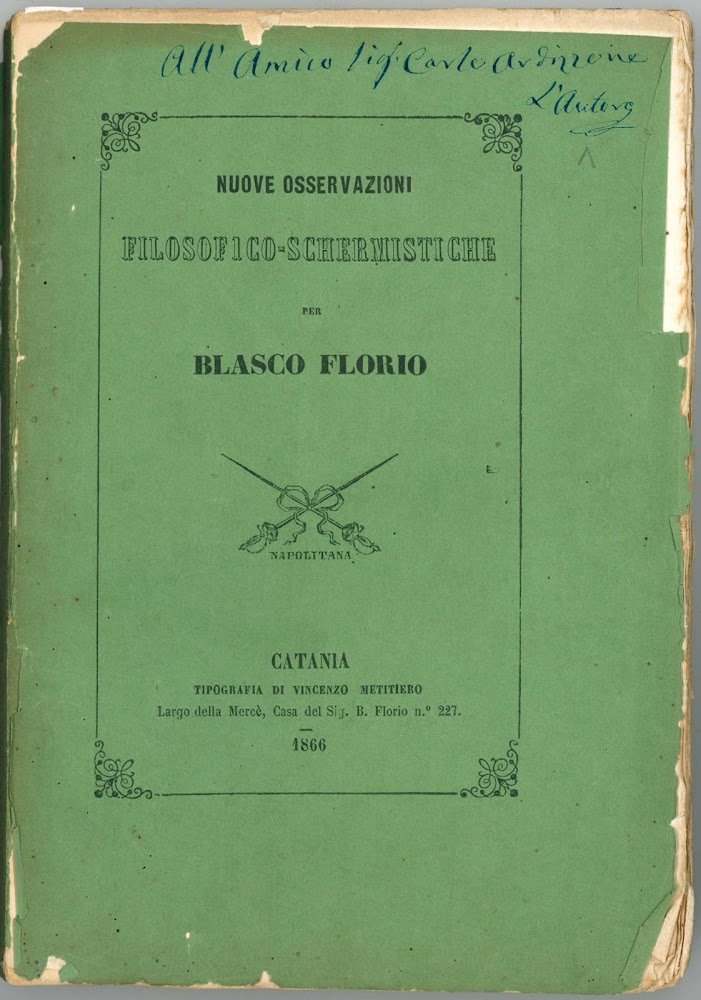 All' Amico Sigr Carlo Ardizzone
L'Autore
NUOVE OSSERVAZIONI
FILOSOFICO-SCHERMISTICHE
PER
BLASCO FLORIO
NAPOLITANA
CATANIA
TIPOGRAFIA DI VINCENZO METITIERO
Largo della Mercè, Casa del Sig. B. Florio n.º 227.
1866